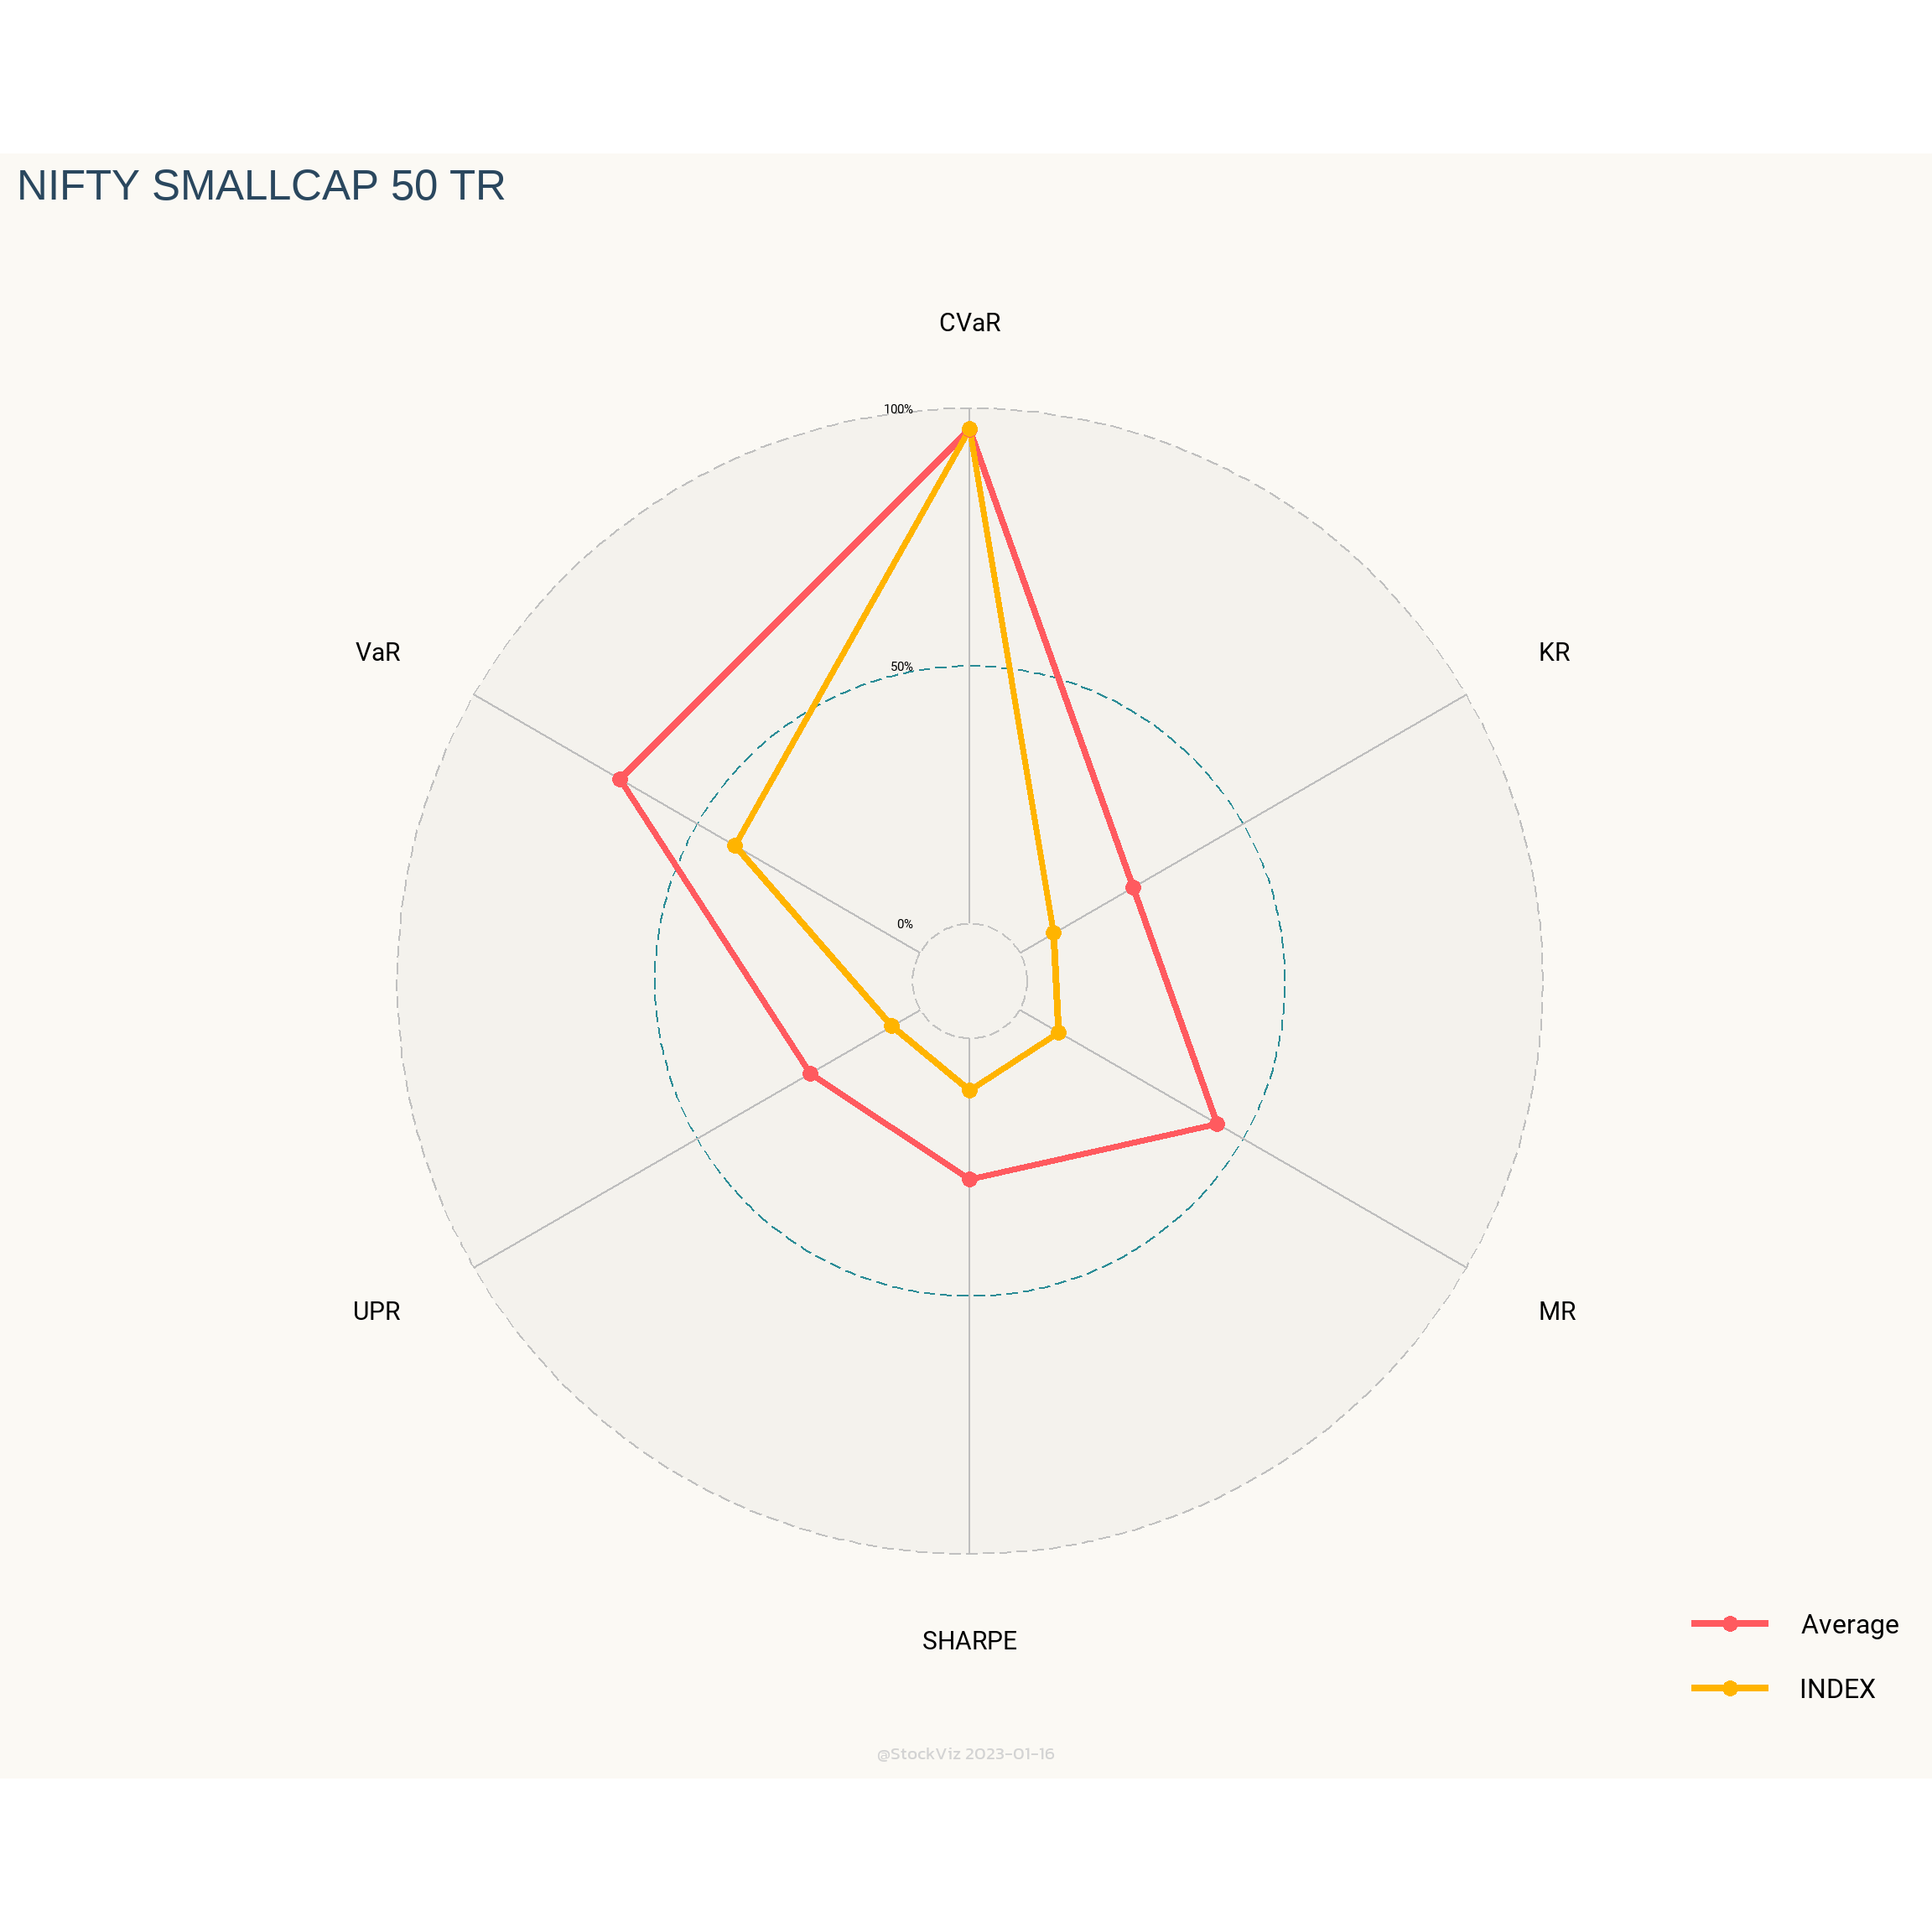 NIFTY SMALLCAP 50 TR
CVaR
100%
VaR
KR
50%
0%
UPR
MR
SHARPE
Average
INDEX
@StockViz 2023-01-16